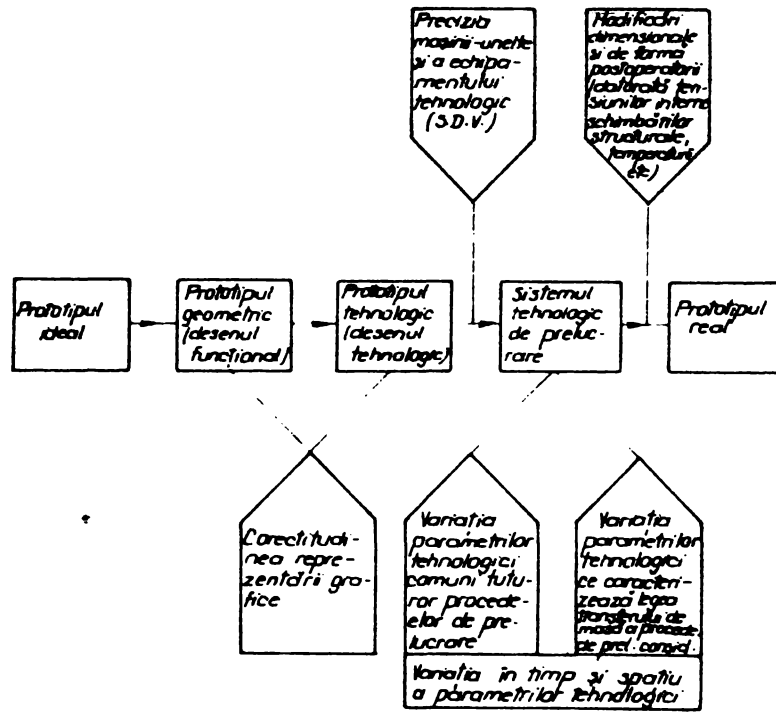 Precizia
mașinii-unelte
și a echipa-
mentului
tehnologic
(S.D.V.)
Modificări
dimensionale
și de formă
postoperatorii
(datorată ten-
siunilor interne
schimbărilor
structurale,
temperaturii
etc)
Prototipul
ideal
Prototipul
geometric
(desenul
funcțional)
Prototipul
tehnologic
(desenul
tehnologic)
Sistemul
tehnologic
de preluc-
rare
Prototipul
real
Corectitudi-
nea repre-
zentării gra-
fice
Variația
parametrilor
tehnologici
comuni tutu-
ror procede-
elor de pre-
lucrare
Variația
parametrilor
tehnologici
ce caracteri-
zează legea
transferului de
masă a procede.
de prel. consid.
Variația în timp și spațiu
a parametrilor tehnologici